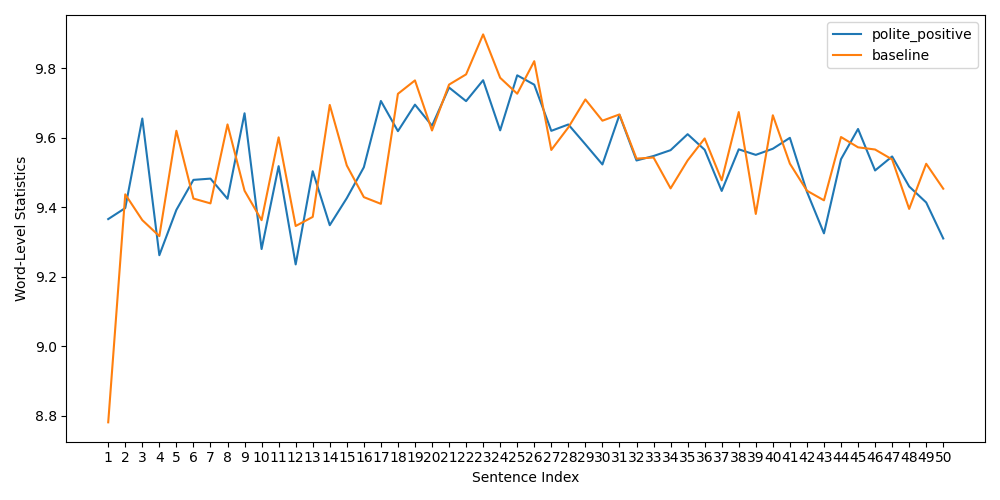 polite_positive
baseline
9.8
9.6
9.4
9.2
9.0
8.8
Word-Level Statistics
1 2 3 4 5 6 7 8 9 10 11 12 13 14 15 16 17 18 19 20 21 22 23 24 25 26 27 28 29 30 31 32 33 34 35 36 37 38 39 40 41 42 43 44 45 46 47 48 49 50
Sentence Index